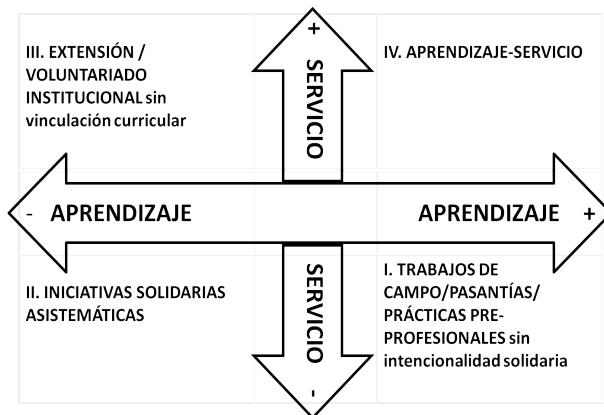 III. EXTENSIÓN /
VOLUNTARIADO
INSTITUCIONAL sin
vinculación curricular
+
SERVICIO
IV. APRENDIZAJE-SERVICIO
- APRENDIZAJE
APRENDIZAJE +
II. INICIATIVAS SOLIDARIAS
ASISTEMÁTICAS
SERVICIO
-
I. TRABAJOS DE
CAMPO/PASANTÍAS/
PRÁCTICAS PRE-
PROFESIONALES sin
intencionalidad solidaria